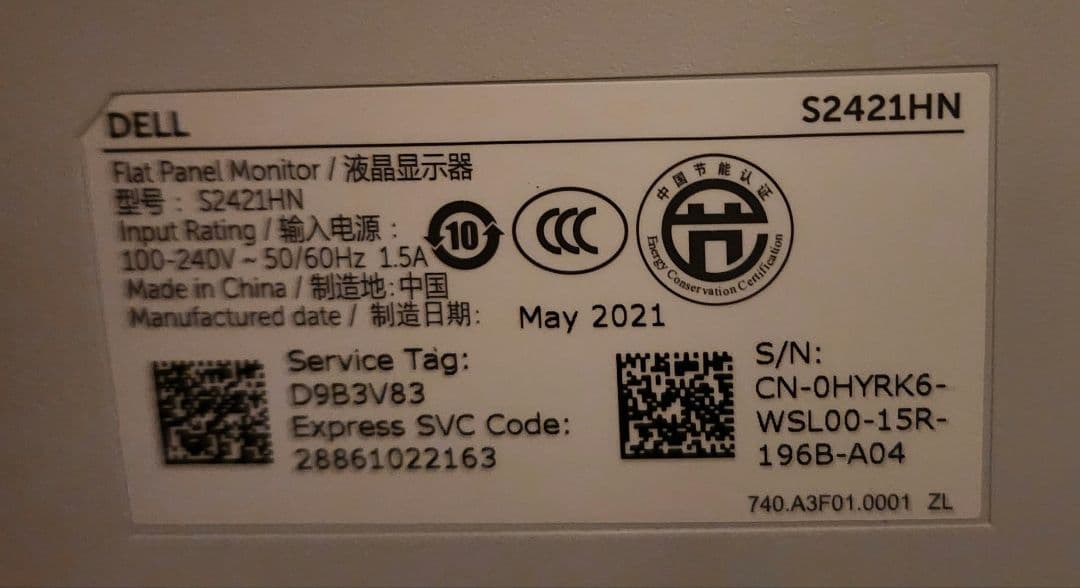 DELL
S2421HN
Flat Panel Monitor / 液晶显示器
型号 : S2421HN
Input Rating / 输入电源 :
100-240V ~ 50/60Hz 1.5A
Made in China / 制造地:中国
Manufactured date / 制造日期: May 2021
10
CCC
中国节能认证
Energy Conservation Certification
Service Tag:
D9B3V83
Express SVC Code:
28861022163
S/N:
CN-0HYRK6-
WSL00-15R-
196B-A04
740.A3F01.0001 ZL